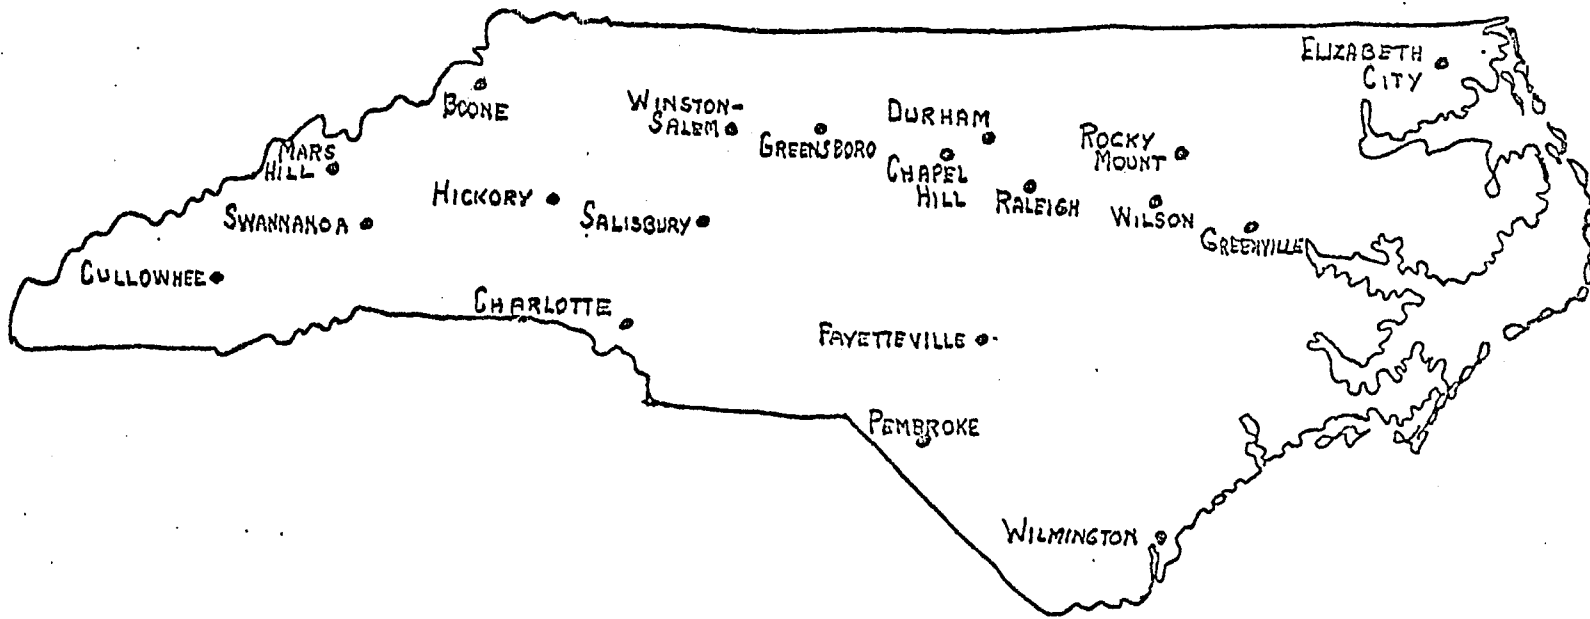 ELIZABETH
CITY
BOONE
WINSTON-
SALEM
GREENSBORO
DURHAM
CHAPEL
HILL
ROCKY
MOUNT
MARS
HILL
HICKORY
SALISBURY
RALEIGH
WILSON
SWANNANOA
GREENVILLE
CULLOWHEE
CHARLOTTE
FAYETTEVILLE
PEMBROKE
WILMINGTON